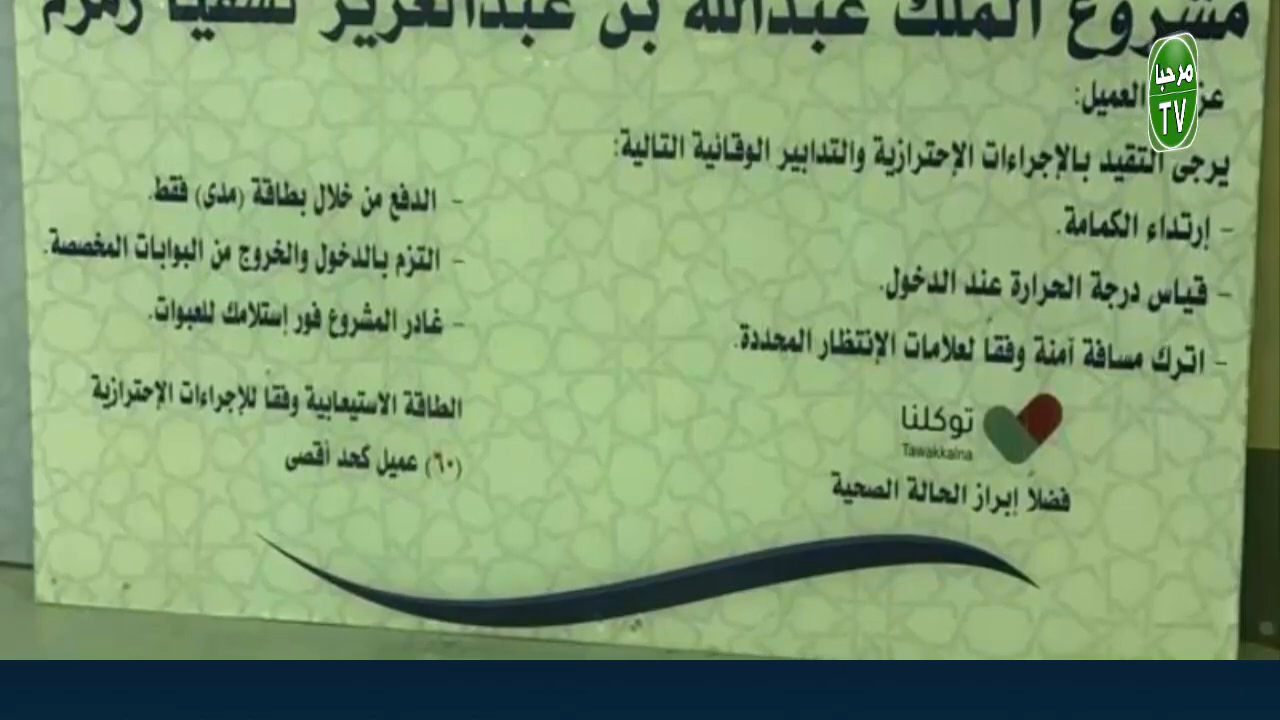 مشروع الملك عبدالله بن عبدالعزيز لسقيا زمزم
مرحبا
TV
العميل:
يرجى التقيد بالإجراءات الإحترازية والتدابير الوقائية التالية:
- إرتداء الكمامة.
- قياس درجة الحرارة عند الدخول.
- اترك مسافة آمنة وفقاً لعلامات الإنتظار المحددة.
توكلنا
Tawakkalna
فضلاً إبراز الحالة الصحية
- الدفع من خلال بطاقة (مدى) فقط.
- التزم بالدخول والخروج من البوابات المخصصة.
- غادر المشروع فور إستلامك للعبوات.
الطاقة الاستيعابية وفقاً للإجراءات الإحترازية
(٦٠) عميل كحد أقصى